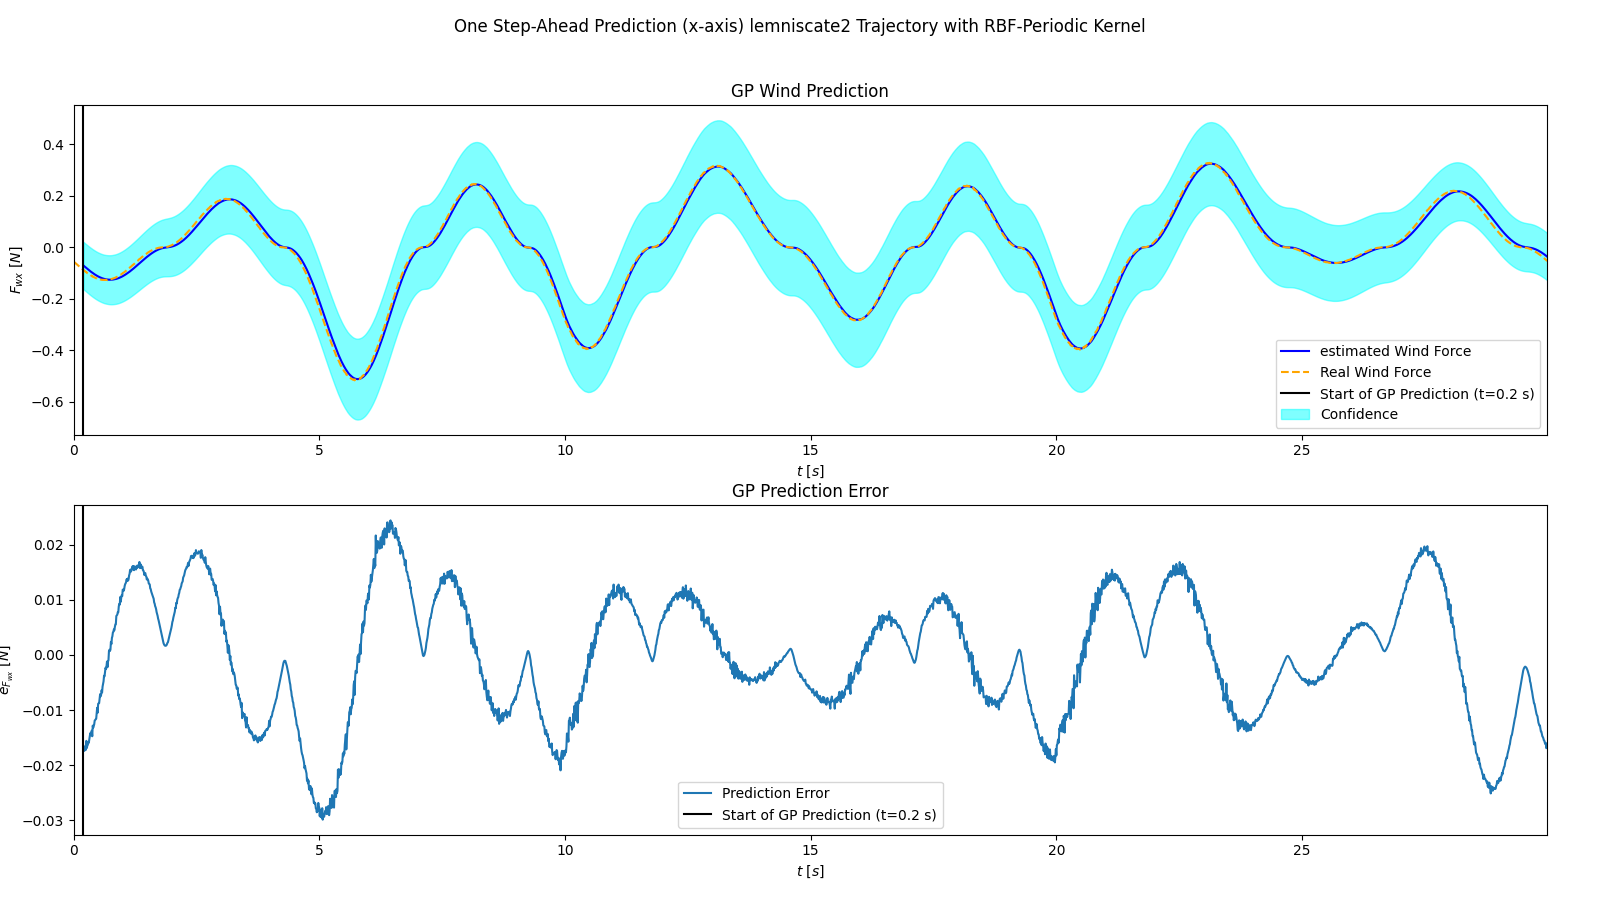 One Step-Ahead Prediction (x-axis) lemniscate2 Trajectory with RBF-Periodic Kernel
GP Wind Prediction
0.4
0.2
0.0
−0.2
−0.4
−0.6
F_wx [N]
estimated Wind Force
Real Wind Force
Start of GP Prediction (t=0.2 s)
Confidence
0 5 10 15 20 25
t [s]
GP Prediction Error
0.02
0.01
0.00
−0.01
−0.02
−0.03
e_F_wx [N]
Prediction Error
Start of GP Prediction (t=0.2 s)
0 5 10 15 20 25
t [s]